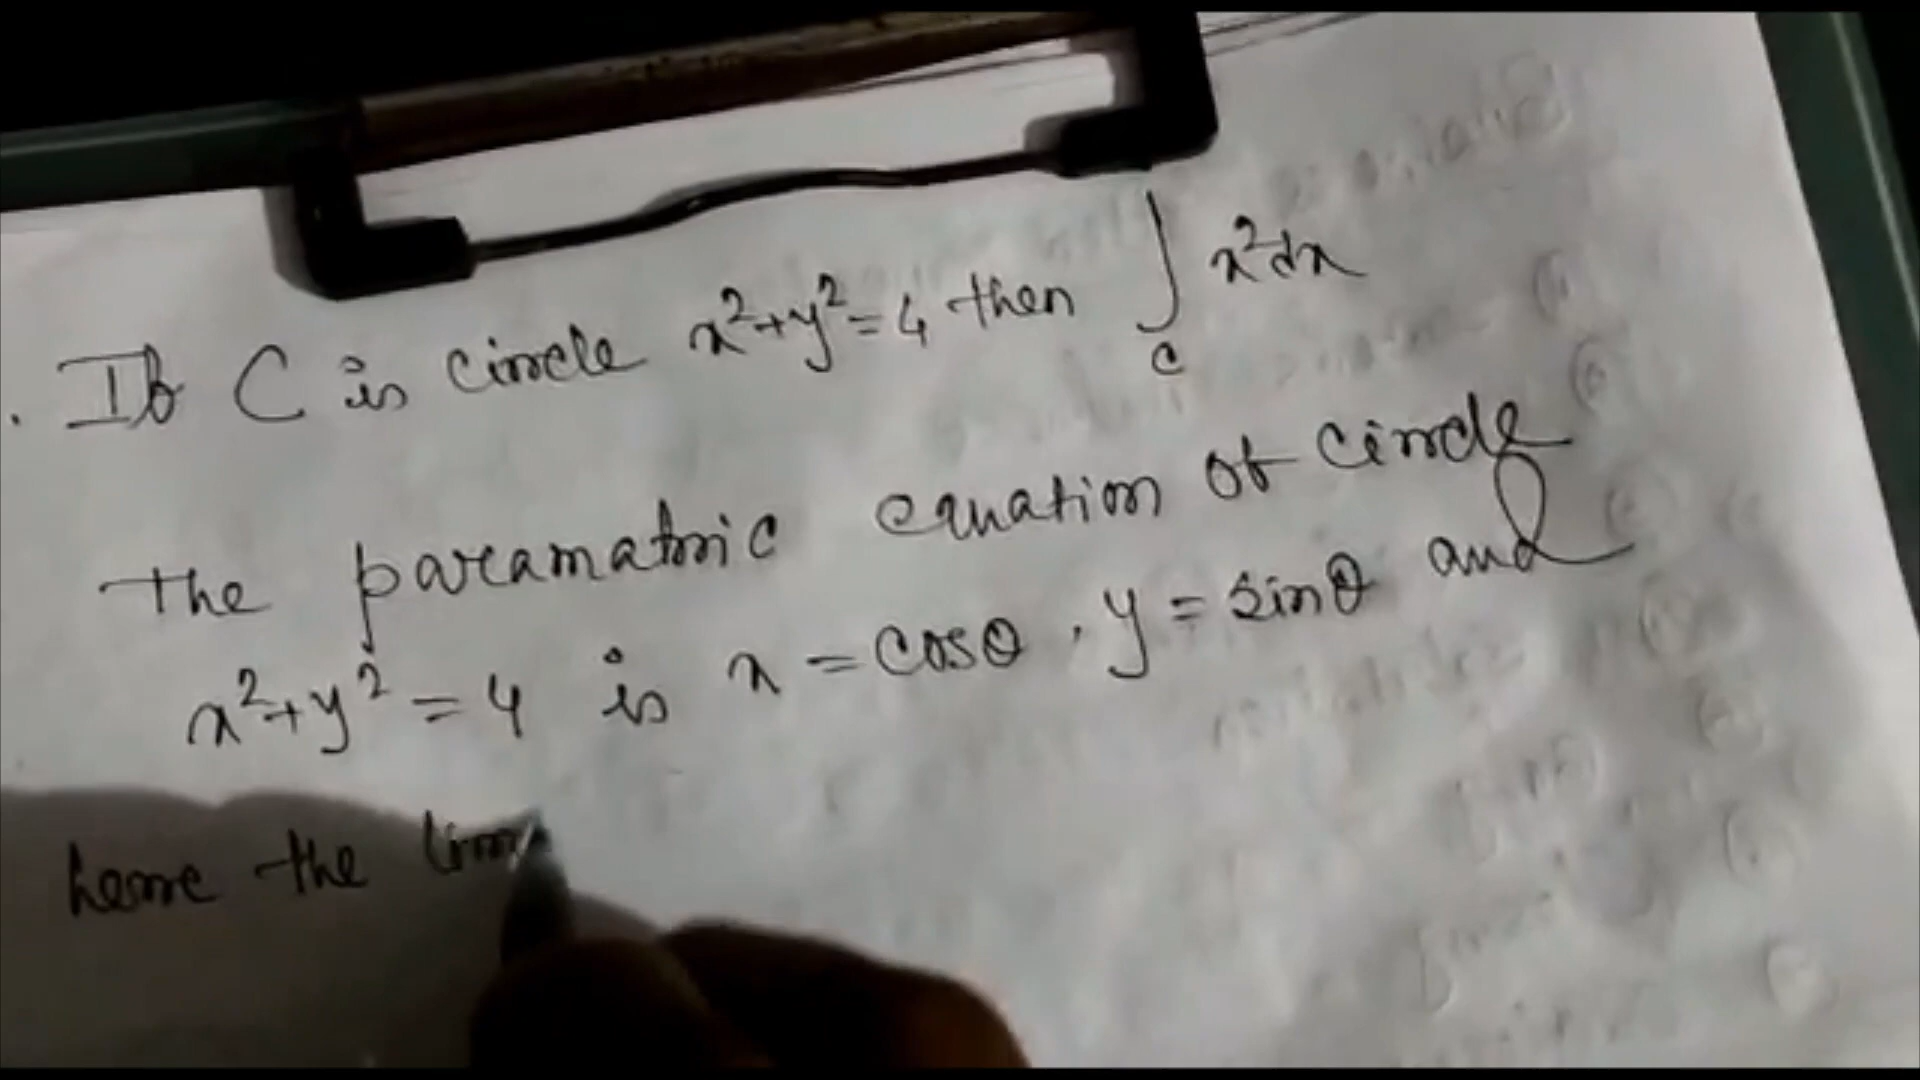 . If C is circle x²+y²=4 then ∫_C x²dx
The paramatric equation of circle
x²+y²=4 is x=cosθ, y=sinθ and
hence the